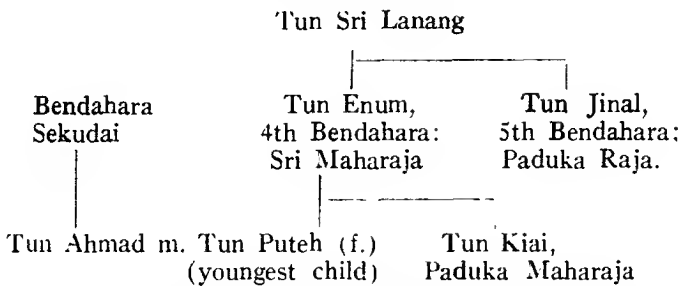 Tun Sri Lanang
Bendahara
Sekudai
Tun Enum,
4th Bendahara:
Sri Maharaja
Tun Jinal,
5th Bendahara:
Paduka Raja.
Tun Ahmad m. Tun Puteh (f.)
(youngest child)
Tun Kiai,
Paduka Maharaja